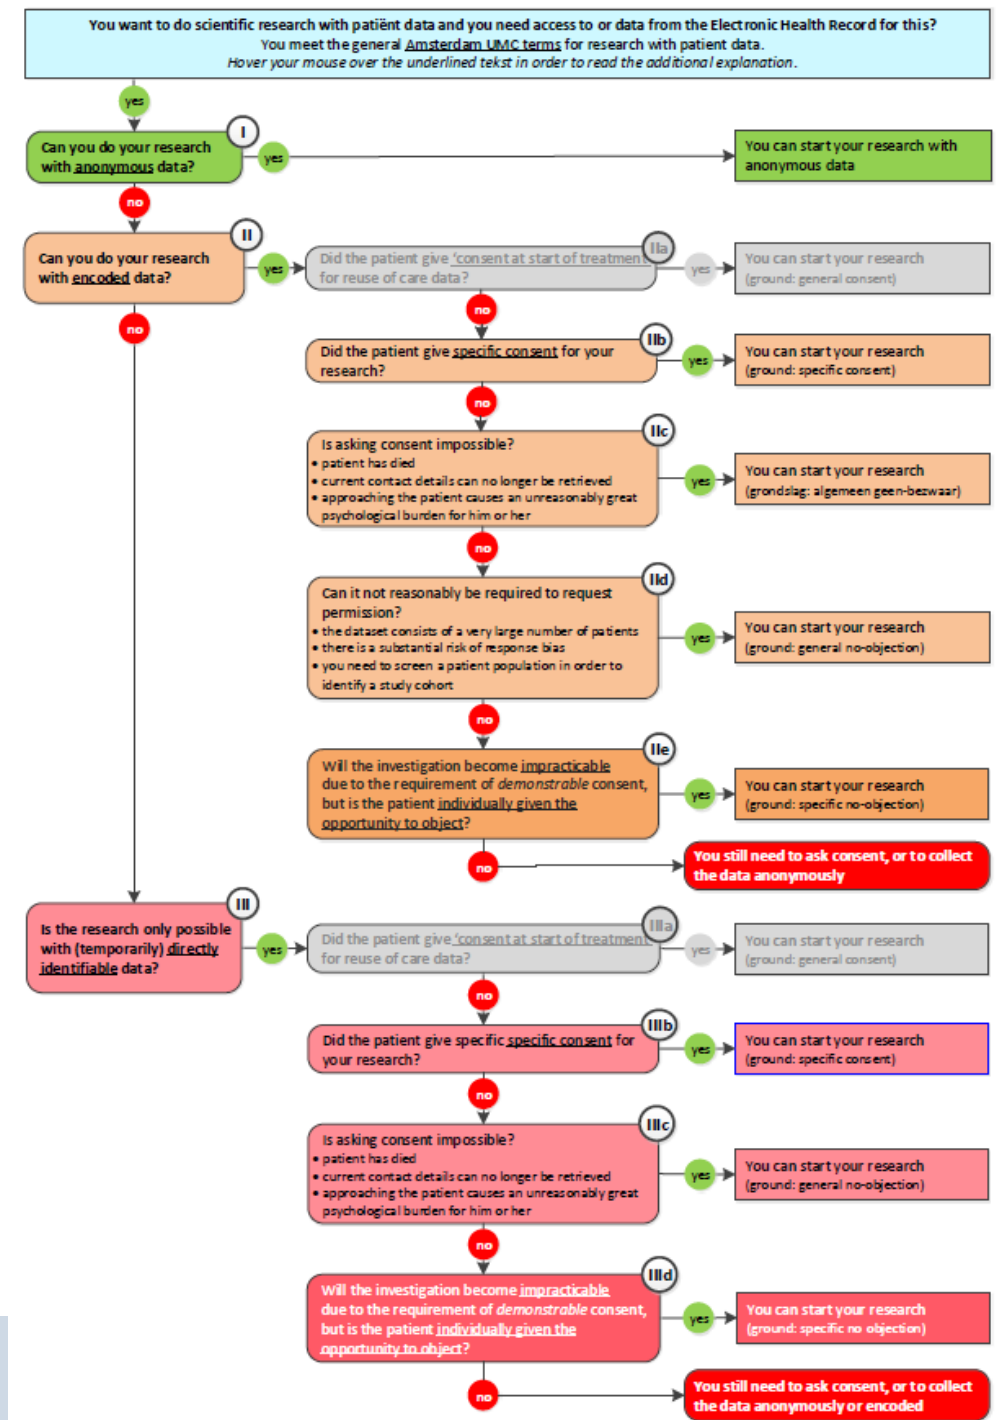 You want to do scientific research with patiënt data and you need access to or data from the Electronic Health Record for this?
You meet the general Amsterdam UMC terms for research with patient data.
Hover your mouse over the underlined tekst in order to read the additional explanation.
yes
I
Can you do your research
with anonymous data?
yes
You can start your research with
anonymous data
no
II
Can you do your research
with encoded data?
yes
IIa
Did the patient give 'consent at start of treatment'
for reuse of care data?
yes
You can start your research
(ground: general consent)
no
no
IIb
Did the patient give specific consent for your
research?
yes
You can start your research
(ground: specific consent)
no
IIc
Is asking consent impossible?
• patient has died
• current contact details can no longer be retrieved
• approaching the patient causes an unreasonably great
psychological burden for him or her
yes
You can start your research
(grondslag: algemeen geen-bezwaar)
no
IId
Can it not reasonably be required to request
permission?
• the dataset consists of a very large number of patients
• there is a substantial risk of response bias
• you need to screen a patient population in order to
identify a study cohort
yes
You can start your research
(ground: general no-objection)
no
IIe
Will the investigation become impracticable
due to the requirement of demonstrable consent,
but is the patient individually given the
opportunity to object?
yes
You can start your research
(ground: specific no-objection)
no
You still need to ask consent, or to collect
the data anonymously
III
Is the research only possible
with (temporarily) directly
identifiable data?
yes
IIIa
Did the patient give 'consent at start of treatment'
for reuse of care data?
yes
You can start your research
(ground: general consent)
no
IIIb
Did the patient give specific specific consent for
your research?
yes
You can start your research
(ground: specific consent)
no
IIIc
Is asking consent impossible?
• patient has died
• current contact details can no longer be retrieved
• approaching the patient causes an unreasonably great
psychological burden for him or her
yes
You can start your research
(ground: general no-objection)
no
IIId
Will the investigation become impracticable
due to the requirement of demonstrable consent,
but is the patient individually given the
opportunity to object?
yes
You can start your research
(ground: specific no objection)
no
You still need to ask consent, or to collect
the data anonymously or encoded